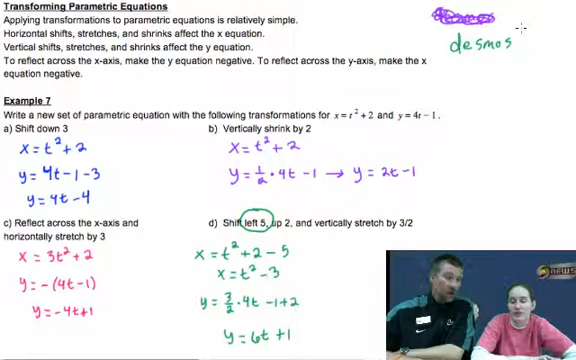 Transforming Parametric Equations
Applying transformations to parametric equations is relatively simple.
Horizontal shifts, stretches, and shrinks affect the x equation.
Vertical shifts, stretches, and shrinks affect the y equation.
To reflect across the x-axis, make the y equation negative. To reflect across the y-axis, make the x
equation negative.
desmos
Example 7
Write a new set of parametric equation with the following transformations for x = t² + 2 and y = 4t − 1.
a) Shift down 3
x = t² + 2
y = 4t - 1 - 3
y = 4t - 4
b) Vertically shrink by 2
x = t² + 2
y = 1/2 · 4t - 1 → y = 2t - 1
c) Reflect across the x-axis and
horizontally stretch by 3
x = 3t² + 2
y = -(4t - 1)
y = -4t + 1
d) Shift left 5, up 2, and vertically stretch by 3/2
x = t² + 2 - 5
x = t² - 3
y = 3/2 · 4t - 1 + 2
y = 6t + 1
NEWS